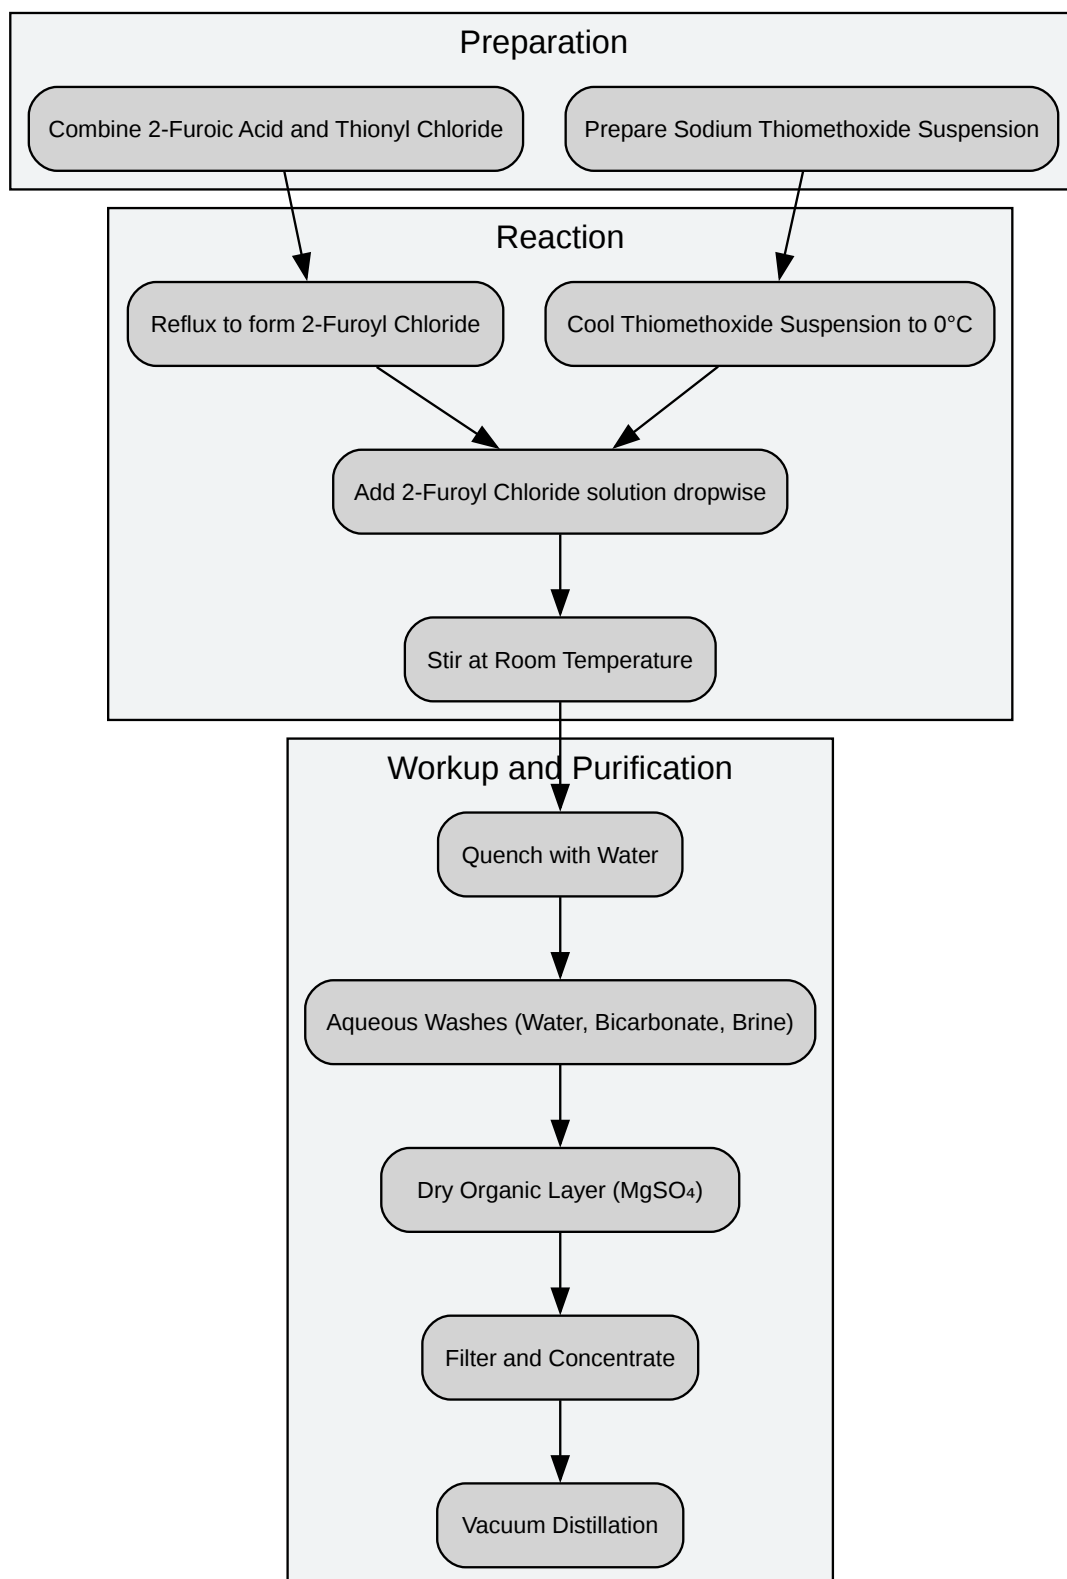 Preparation
Combine 2-Furoic Acid and Thionyl Chloride
Prepare Sodium Thiomethoxide Suspension
Reaction
Reflux to form 2-Furoyl Chloride
Cool Thiomethoxide Suspension to 0°C
Add 2-Furoyl Chloride solution dropwise
Stir at Room Temperature
Workup and Purification
Quench with Water
Aqueous Washes (Water, Bicarbonate, Brine)
Dry Organic Layer (MgSO₄)
Filter and Concentrate
Vacuum Distillation